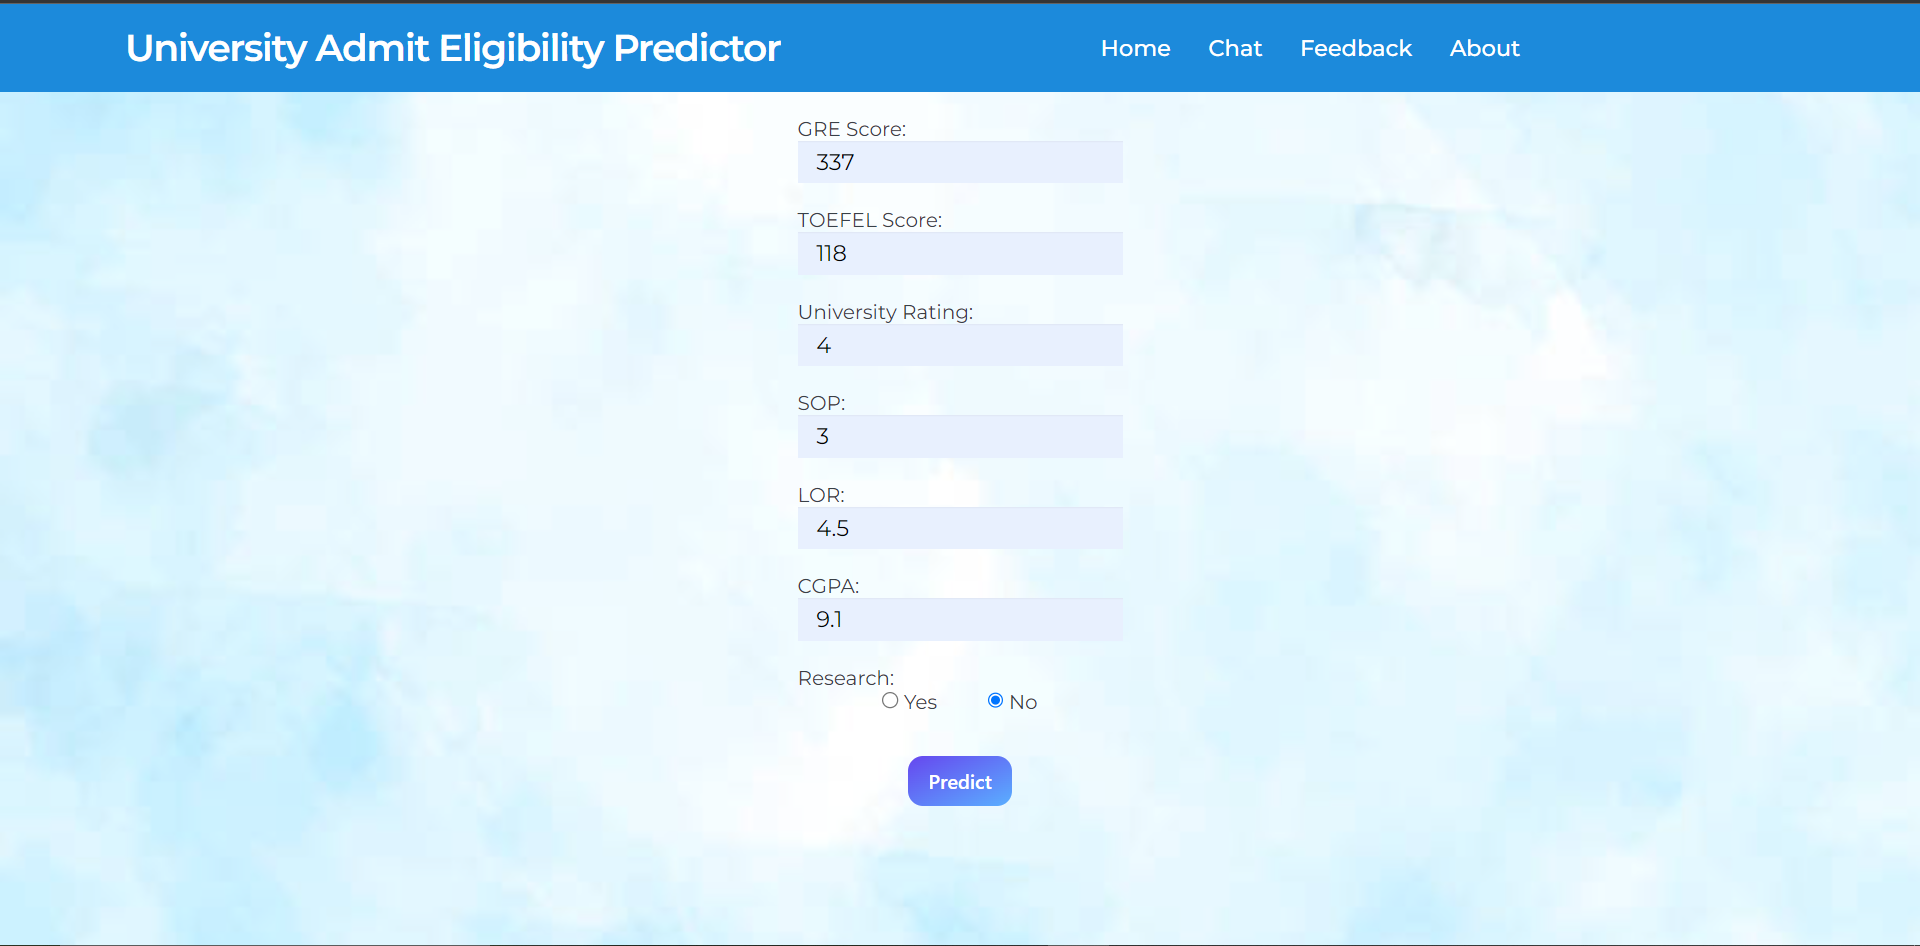 University Admit Eligibility Predictor
Home Chat Feedback About
GRE Score:
337
TOEFEL Score:
118
University Rating:
4
SOP:
3
LOR:
4.5
CGPA:
9.1
Research:
Yes No
Predict